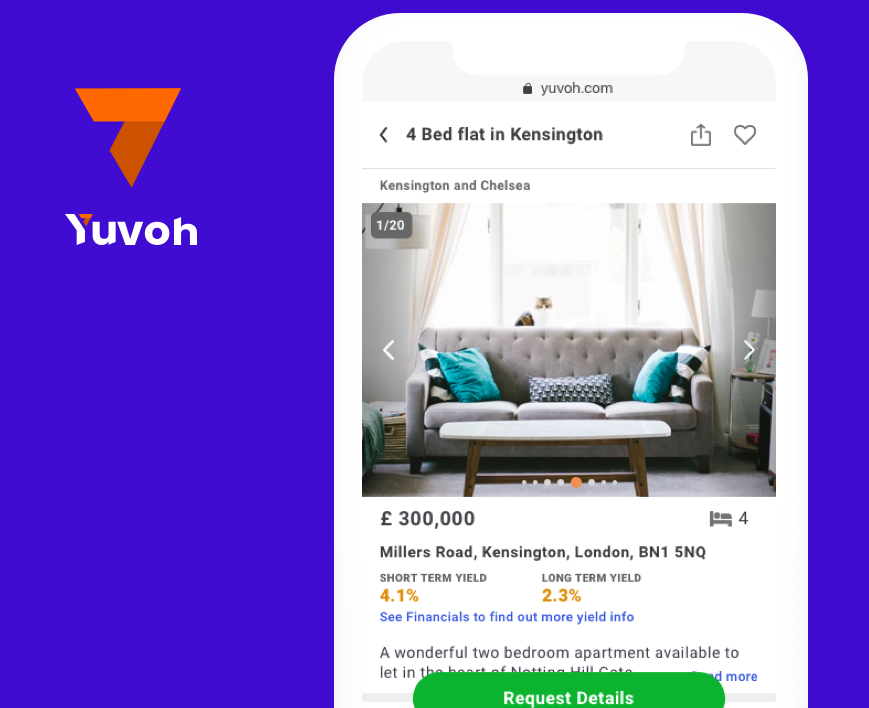 Yuvoh
yuvoh.com
4 Bed flat in Kensington
Kensington and Chelsea
1/20
£ 300,000
4
Millers Road, Kensington, London, BN1 5NQ
SHORT TERM YIELD LONG TERM YIELD
4.1% 2.3%
See Financials to find out more yield info
A wonderful two bedroom apartment available to
let in the heart of Notting Hill Gate more
Request Details